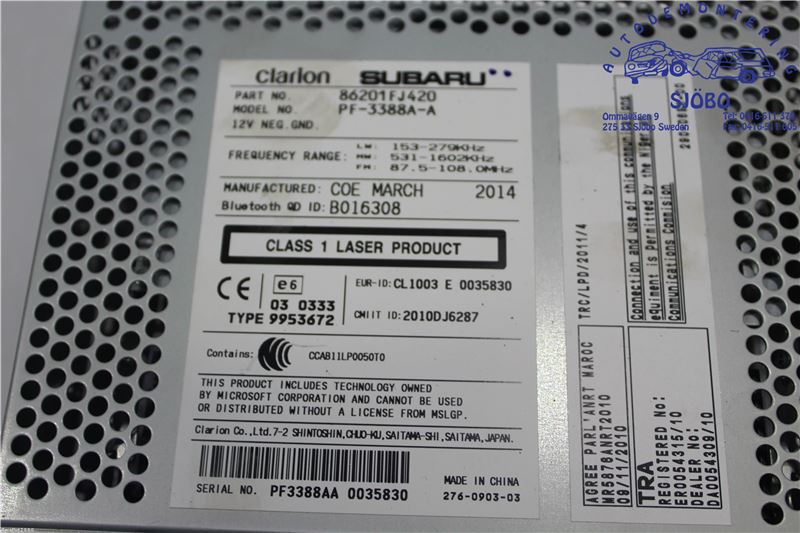 clarion SUBARU
PART NO. 86201FJ420
MODEL NO. PF-3388A-A
12V NEG.GND.
FREQUENCY RANGE: LW: 153-279KHz
MW: 531-1602KHz
FM: 87.5-108.0MHz
MANUFACTURED: COE MARCH 2014
Bluetooth QD ID: B016308
CLASS 1 LASER PRODUCT
CE e6
03 0333
TYPE 9953672
EUR-ID: CL1003 E 0035830
CMIIT ID: 2010DJ6287
Contains: CCAB11LP0050T0
THIS PRODUCT INCLUDES TECHNOLOGY OWNED
BY MICROSOFT CORPORATION AND CANNOT BE USED
OR DISTRIBUTED WITHOUT A LICENSE FROM MSLGP.
Clarion Co.,Ltd.7-2 SHINTOSHIN,CHUO-KU,SAITAMA-SHI,SAITAMA,JAPAN.
SERIAL NO. PF3388AA 0035830
MADE IN CHINA
276-0903-03
TRC/LPD/2011/4
Connection and use of this communications
equiment is Permitted by the Nigerian
Communications Commision
AGREE PAR L'ANRT MAROC
MR5878ANRT2010
09/11/2010
TRA
REGISTERED No:
ER0054315/10
DEALER No:
DA0054309/10
AUTODEMONTERING
SJÖBO
Ommavägen 9
275 33 Sjöbo Sweden